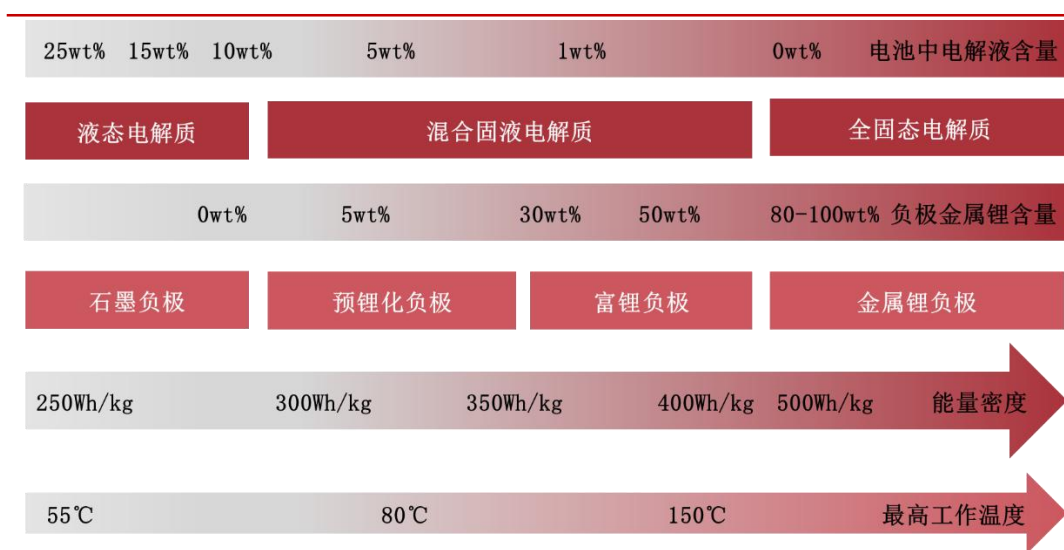 25wt% 15wt% 10wt% 5wt% 1wt% 0wt% 电池中电解液含量
液态电解质 混合固液电解质 全固态电解质
0wt% 5wt% 30wt% 50wt% 80-100wt% 负极金属锂含量
石墨负极 预锂化负极 富锂负极 金属锂负极
250Wh/kg 300Wh/kg 350Wh/kg 400Wh/kg 500Wh/kg 能量密度
55℃ 80℃ 150℃ 最高工作温度